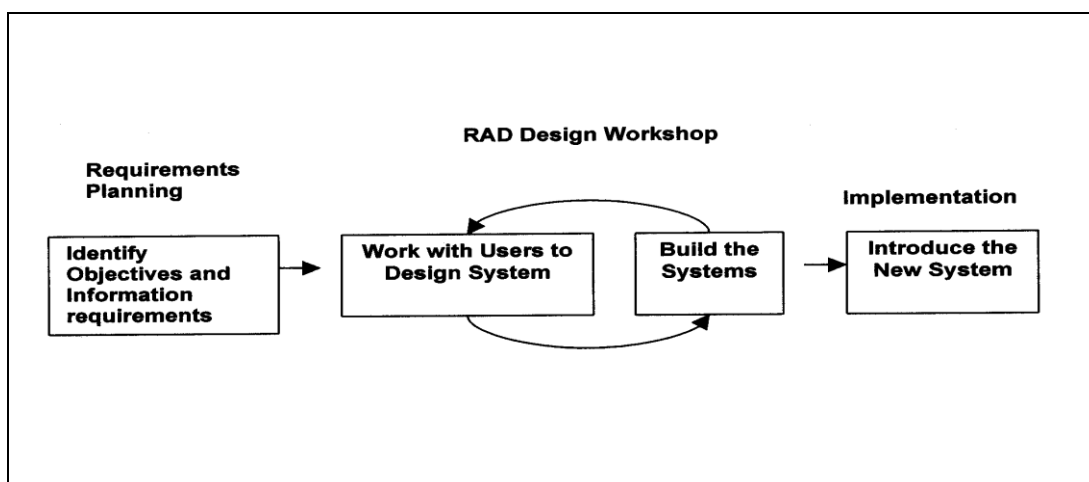 RAD Design Workshop
Requirements
Planning
Implementation
Identify
Objectives and
Information
requirements
Work with Users to
Design System
Build the
Systems
Introduce the
New System